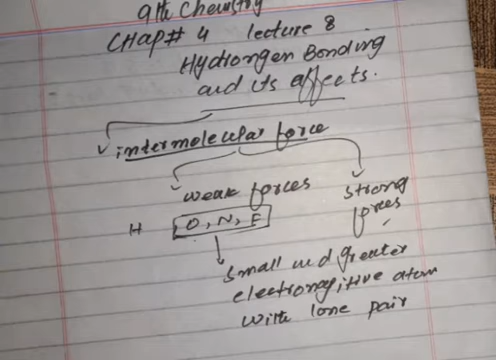 9th Chemistry
CHAP# 4 lecture 8
Hydrongen Bonding
and its affects.
intermolecular force
weak forces strong
forces
H O, N, F
Small and greater
electronegitive atom
with lone pair